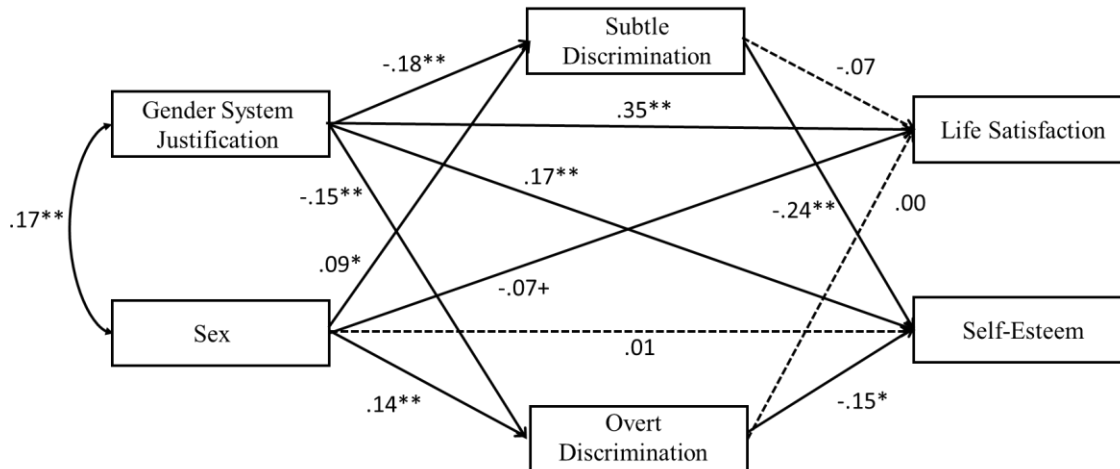 Subtle
Discrimination
-.18**
-.07
Gender System
Justification
.35**
Life Satisfaction
-.15**
.17**
.00
-.24**
.17**
.09*
-.07+
Sex
.01
Self-Esteem
.14**
-.15*
Overt
Discrimination